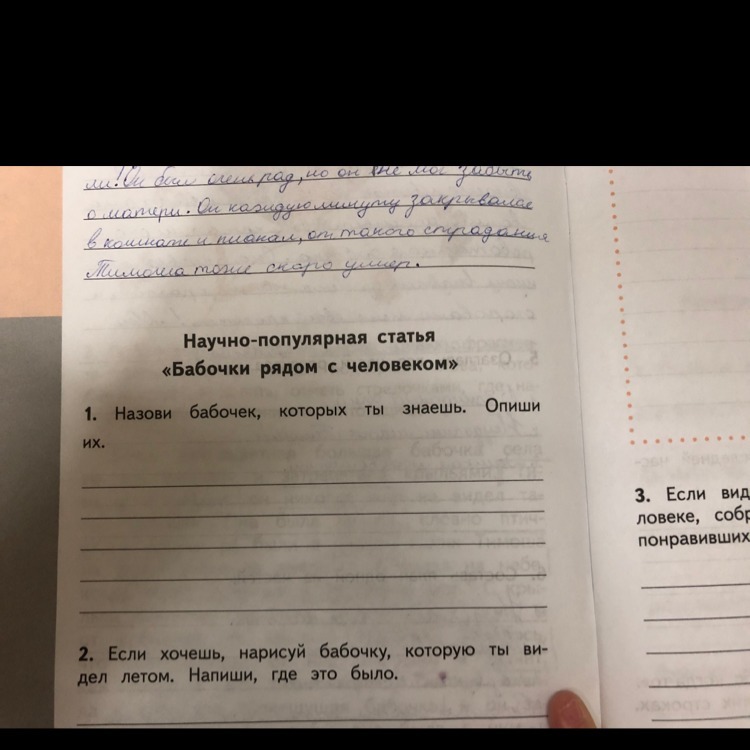 ли! Он был очень рад, но он не мог забыть
о матери. Он каждую минуту закрывался
в комнате и плакал, от такого страдания
Тимоша тоже скоро умер.
Научно-популярная статья
«Бабочки рядом с человеком»
1. Назови бабочек, которых ты знаешь. Опиши
их.
2. Если хочешь, нарисуй бабочку, которую ты ви-
дел летом. Напиши, где это было.
3. Если вид
ловеке, собр
понравивших